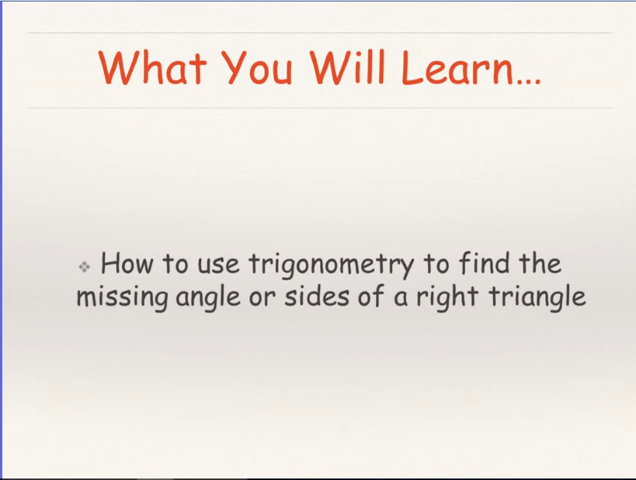 What You Will Learn...
❖ How to use trigonometry to find the
missing angle or sides of a right triangle